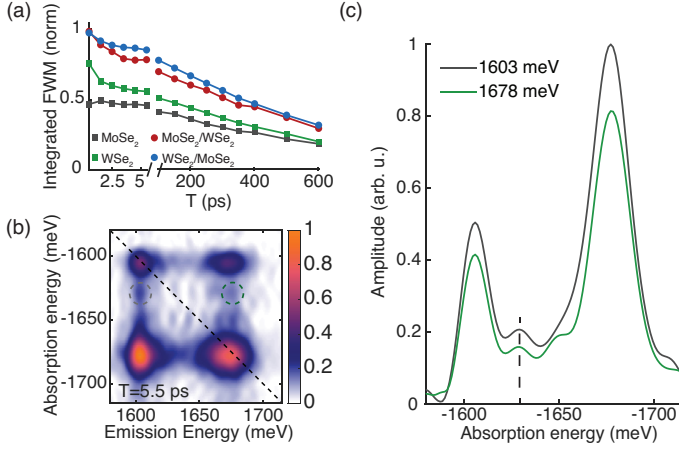 (a)
Integrated FWM (norm)
1
0.5
0
MoSe₂
MoSe₂/WSe₂
WSe₂
WSe₂/MoSe₂
2.5
5
200
400
600
T (ps)
(b)
Absorption energy (meV)
-1600
-1650
-1700
T=5.5 ps
1600
1650
1700
Emission Energy (meV)
1
0.8
0.6
0.4
0.2
0
(c)
Amplitude (arb. u.)
1
0.8
0.6
0.4
0.2
0
1603 meV
1678 meV
-1600
-1650
-1700
Absorption energy (meV)